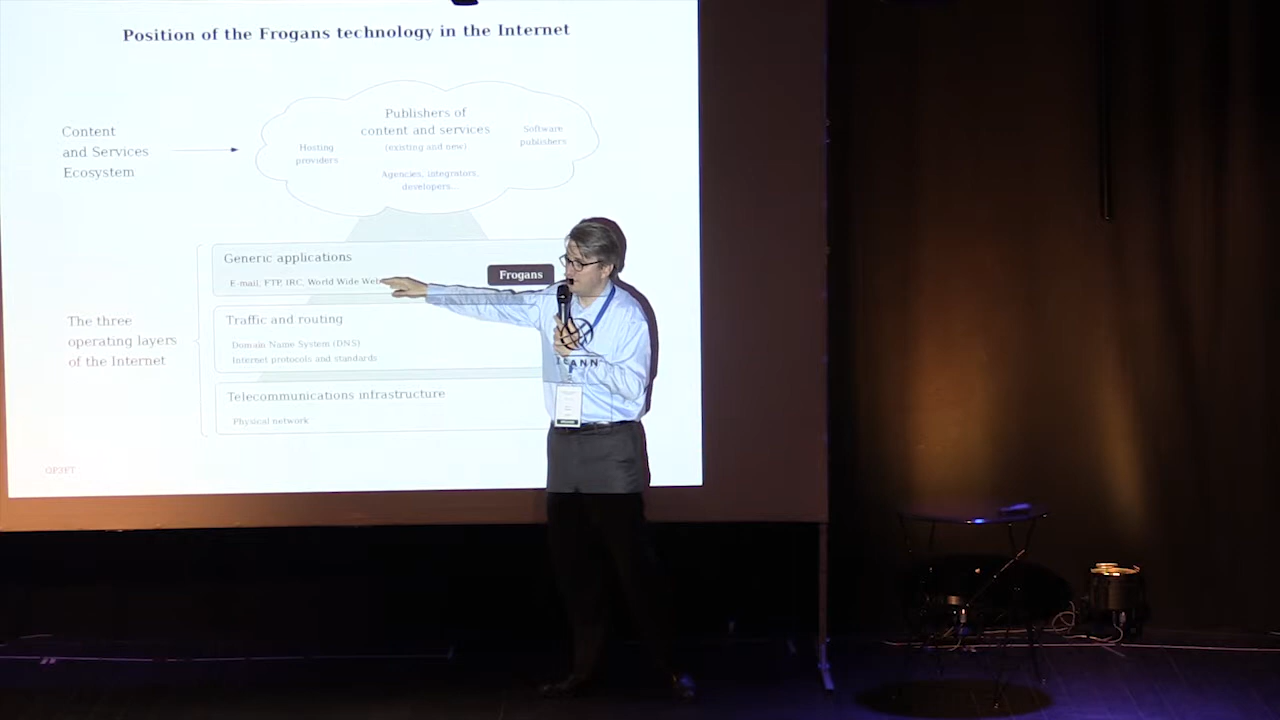 Position of the Frogans technology in the Internet
Content
and Services
Ecosystem
Publishers of
content and services
(existing and new)
Hosting
providers
Software
publishers
Agencies, integrators,
developers...
The three
operating layers
of the Internet
Generic applications
E-mail, FTP, IRC, World Wide Web
Frogans
Traffic and routing
Domain Name System (DNS)
Internet protocols and standards
Telecommunications infrastructure
Physical network
OP3FT
CANN